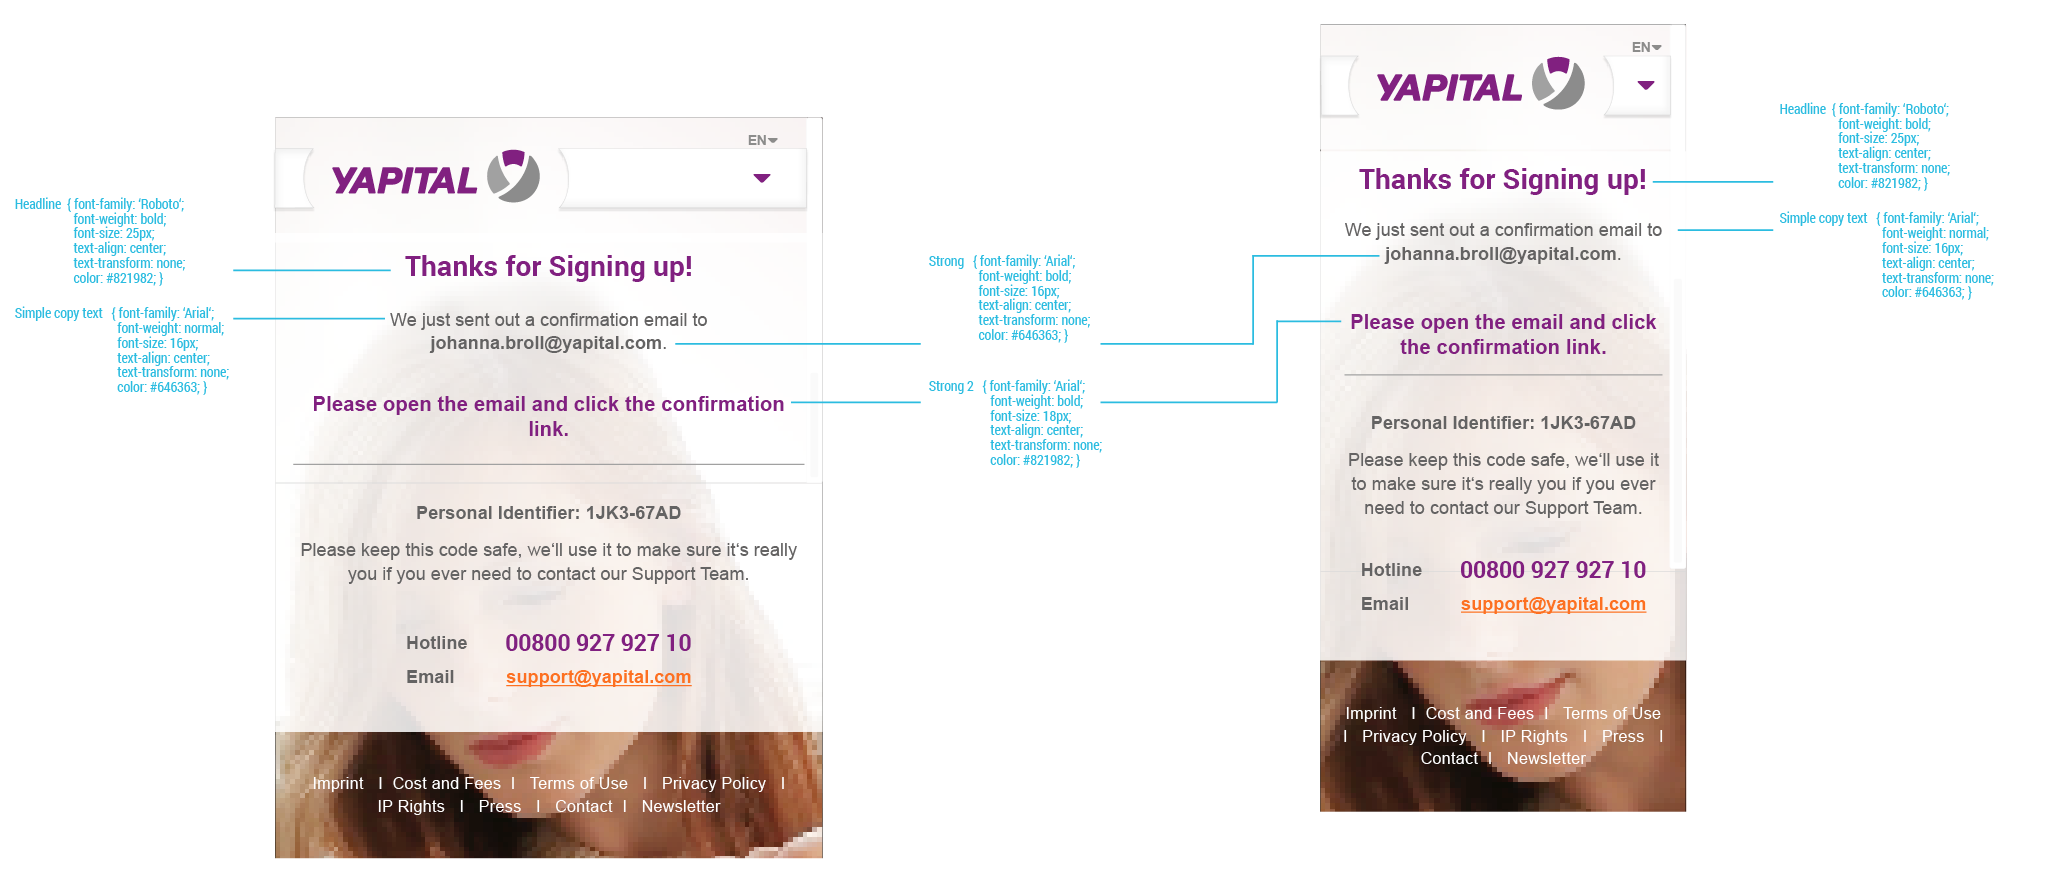 Headline { font-family: ‘Roboto‘;
font-weight: bold;
font-size: 25px;
text-align: center;
text-transform: none;
color: #821982; }
Simple copy text { font-family: ‘Arial‘;
font-weight: normal;
font-size: 16px;
text-align: center;
text-transform: none;
color: #646363; }
EN
YAPITAL
Thanks for Signing up!
We just sent out a confirmation email to
johanna.broll@yapital.com.
Please open the email and click the confirmation
link.
Personal Identifier: 1JK3-67AD
Please keep this code safe, we‘ll use it to make sure it‘s really
you if you ever need to contact our Support Team.
Hotline 00800 927 927 10
Email support@yapital.com
Imprint I Cost and Fees I Terms of Use I Privacy Policy I
IP Rights I Press I Contact I Newsletter
Strong { font-family: ‘Arial‘;
font-weight: bold;
font-size: 16px;
text-align: center;
text-transform: none;
color: #646363; }
Strong 2 { font-family: ‘Arial‘;
font-weight: bold;
font-size: 18px;
text-align: center;
text-transform: none;
color: #821982; }
EN
YAPITAL
Thanks for Signing up!
We just sent out a confirmation email to
johanna.broll@yapital.com.
Please open the email and click
the confirmation link.
Personal Identifier: 1JK3-67AD
Please keep this code safe, we‘ll use it
to make sure it‘s really you if you ever
need to contact our Support Team.
Hotline 00800 927 927 10
Email support@yapital.com
Imprint I Cost and Fees I Terms of Use
I Privacy Policy I IP Rights I Press I
Contact I Newsletter
Headline { font-family: ‘Roboto‘;
font-weight: bold;
font-size: 25px;
text-align: center;
text-transform: none;
color: #821982; }
Simple copy text { font-family: ‘Arial‘;
font-weight: normal;
font-size: 16px;
text-align: center;
text-transform: none;
color: #646363; }